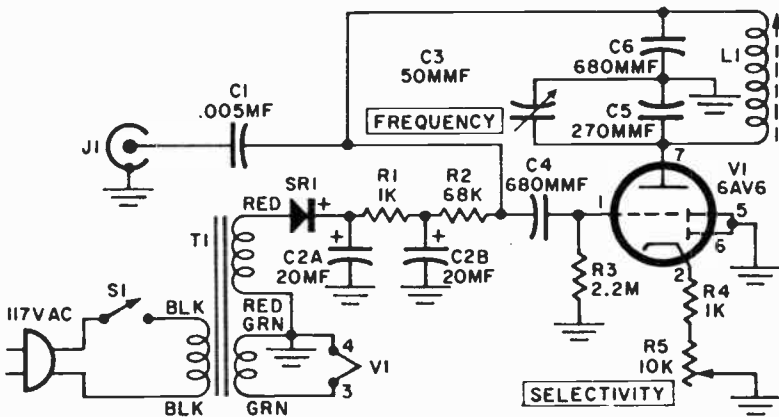 C3
50MMF
C6
680MMF
L1
C1
.005MF
FREQUENCY
C5
270MMF
J1
7
V1
6AV6
C4
680MMF
R1
1K
R2
68K
RED
SR1
+
+
+
1
5
6
2
T1
C2A
20MF
C2B
20MF
R3
2.2M
R4
1K
S1
117VAC
BLK
RED
GRN
4
V1
3
R5
10K
SELECTIVITY
BLK
GRN